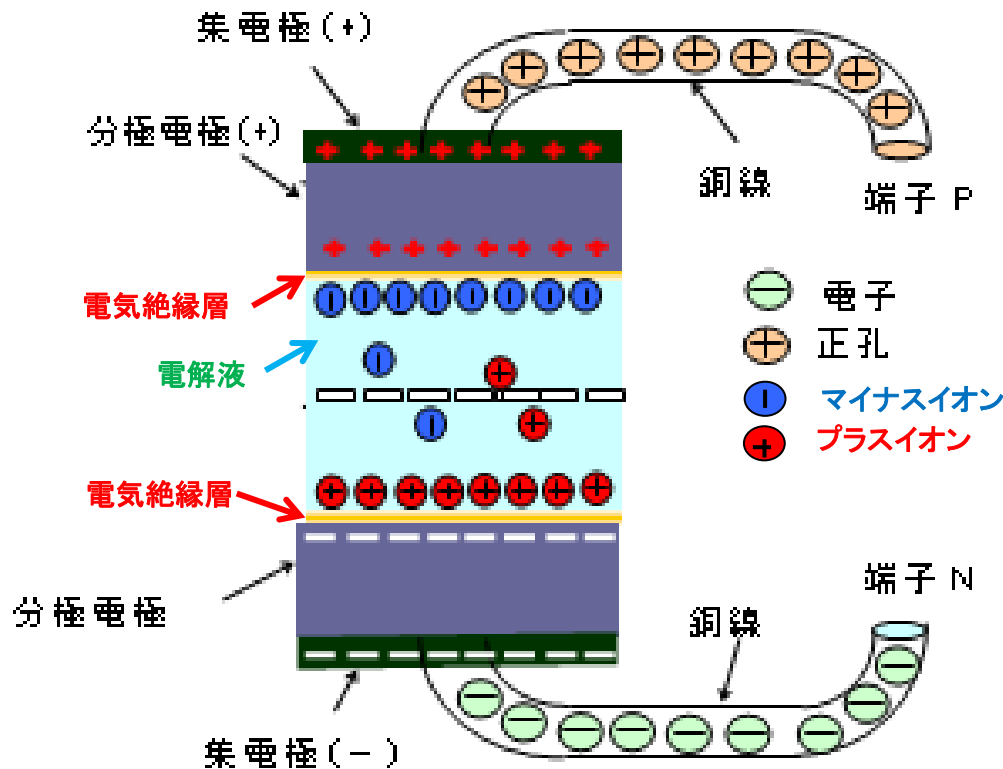 集電極(+)
分極電極(+)
銅線
端子 P
電気絶縁層
電子
正孔
電解液
マイナスイオン
プラスイオン
電気絶縁層
端子 N
分極電極
銅線
集電極(－)